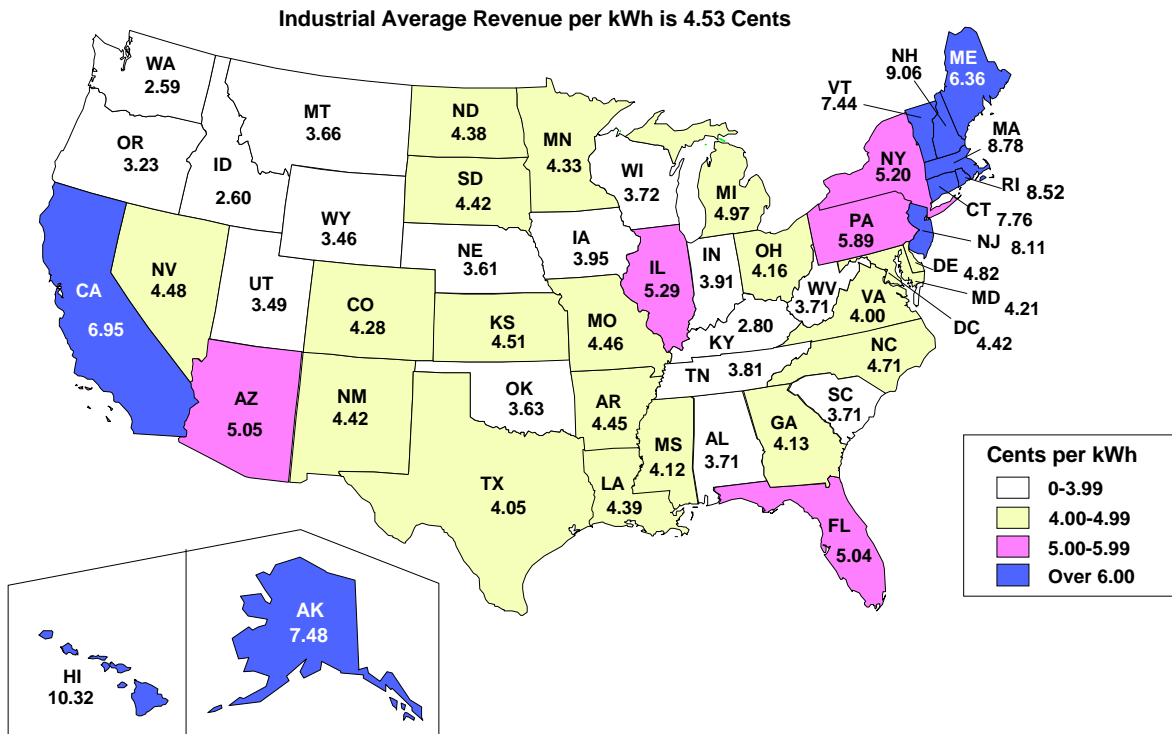 Industrial Average Revenue per kWh is 4.53 Cents
WA
2.59
OR
3.23
ID
2.60
MT
3.66
WY
3.46
ND
4.38
SD
4.42
NE
3.61
MN
4.33
WI
3.72
IA
3.95
MI
4.97
CA
6.95
NV
4.48
UT
3.49
CO
4.28
KS
4.51
MO
4.46
IL
5.29
IN
3.91
OH
4.16
KY
2.80
WV
3.71
VA
4.00
PA
5.89
NY
5.20
VT
7.44
NH
9.06
ME
6.36
MA
8.78
RI 8.52
CT 7.76
NJ 8.11
DE 4.82
MD 4.21
DC 4.42
AZ
5.05
NM
4.42
OK
3.63
TX
4.05
AR
4.45
LA
4.39
TN 3.81
MS
4.12
AL
3.71
GA
4.13
NC
4.71
SC
3.71
FL
5.04
HI
10.32
AK
7.48
Cents per kWh
0-3.99
4.00-4.99
5.00-5.99
Over 6.00